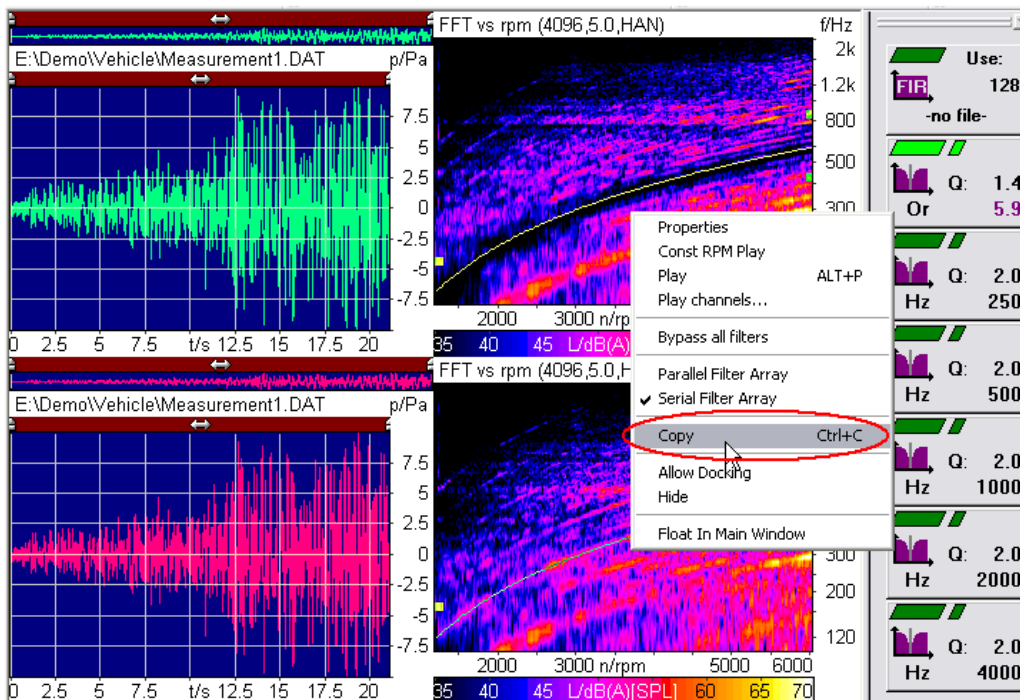 FFT vs rpm (4096,5.0,HAN) f/Hz
E:\Demo\Vehicle\Measurement1.DAT p/Pa
2k
1.2k
800
500
300
7.5
5
2.5
0
-2.5
-5
-7.5
0 2.5 5 7.5 t/s 12.5 15 17.5 20
2000 3000 n/rp
35 40 45 L/dB(A)
Properties
Const RPM Play
Play ALT+P
Play channels...
Bypass all filters
Parallel Filter Array
Serial Filter Array
Copy Ctrl+C
Allow Docking
Hide
Float In Main Window
FFT vs rpm (4096,5.0,H
E:\Demo\Vehicle\Measurement1.DAT p/Pa
7.5
5
2.5
0
-2.5
-5
-7.5
0 2.5 5 7.5 t/s 12.5 15 17.5 20
300
200
120
2000 3000 n/rpm 5000 6000
35 40 45 L/dB(A)[SPL] 60 65 70
Use:
FIR 128
-no file-
Q: 1.4
Or 5.9
Q: 2.0
Hz 250
Q: 2.0
Hz 500
Q: 2.0
Hz 1000
Q: 2.0
Hz 2000
Q: 2.0
Hz 4000